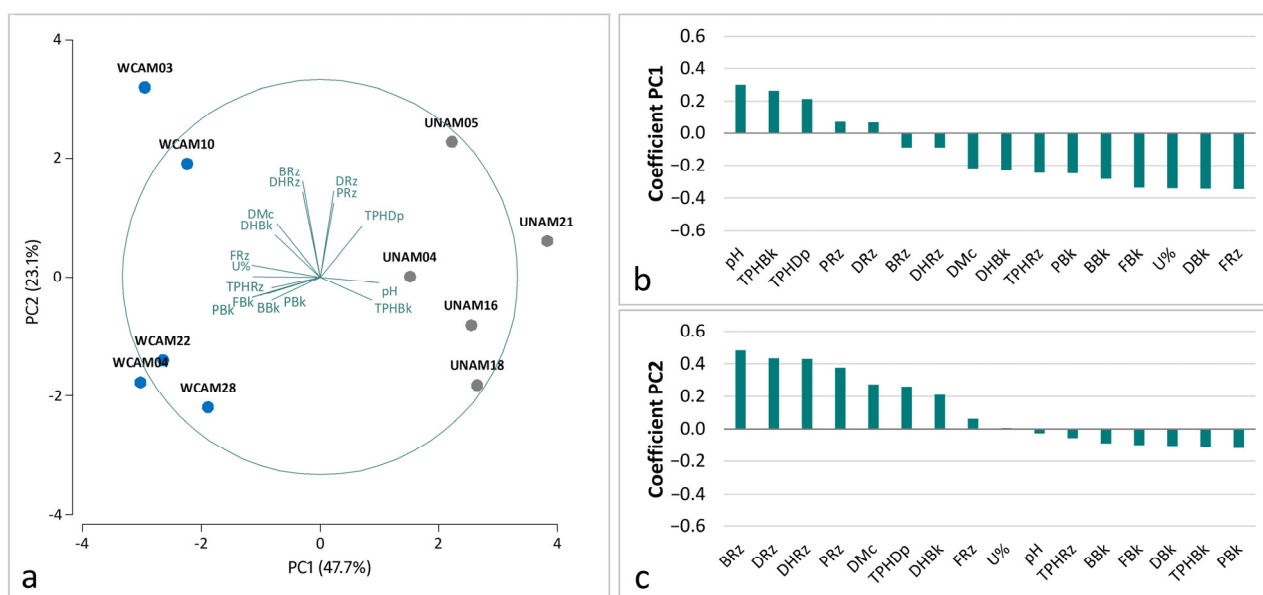 4
2
0
-2
-4
PC2 (23.1%)
-4
-2
0
2
4
PC1 (47.7%)
WCAM03
WCAM10
UNAM05
UNAM21
UNAM04
UNAM16
UNAM18
WCAM22
WCAM04
WCAM28
BRz
DHRz
DRz
PRz
TPHDp
DMc
DHBk
FRz
U%
TPHRz
FBk
PBk
BBk
PBk
pH
TPHBk
a
Coefficient PC1
0.6
0.4
0.2
0.0
−0.2
−0.4
−0.6
pH TPHBk TPHDp PRz DRz BRz DHRz DMc DHBk TPHRz PBk BBk FBk U% DBk FRz
b
Coefficient PC2
0.6
0.4
0.2
0.0
−0.2
−0.4
−0.6
BRz DRz DHRz PRz DMc TPHDp DHBk FRz U% pH TPHRz BBk FBk DBk TPHBk PBk
c